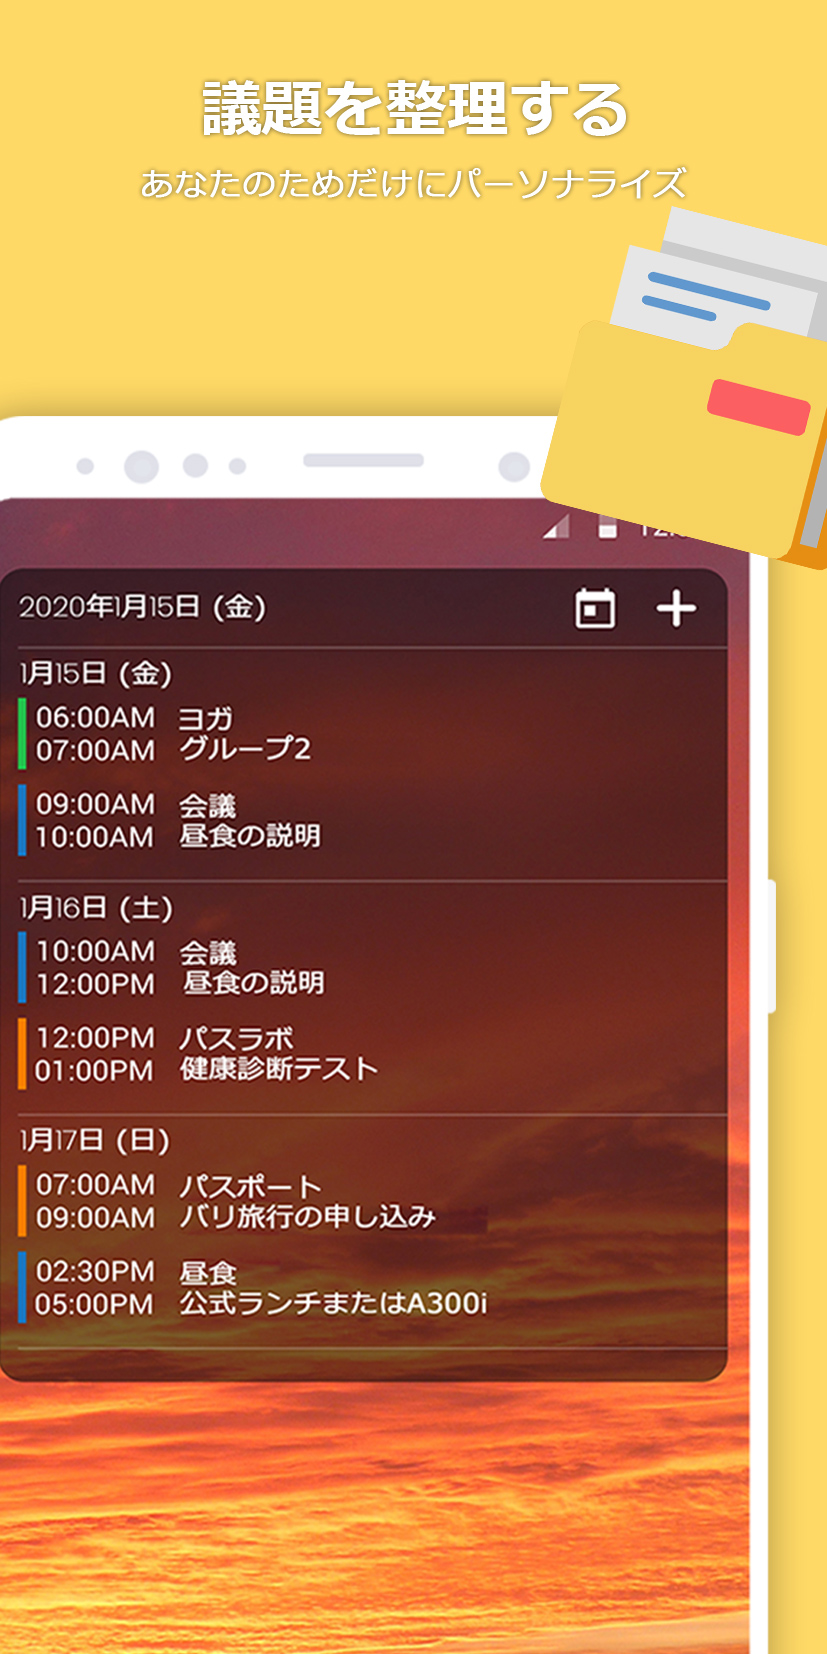 議題を整理する
あなたのためだけにパーソナライズ
2020年1月15日 (金)
1月15日 (金)
06:00AM ヨガ
07:00AM グループ2
09:00AM 会議
10:00AM 昼食の説明
1月16日 (土)
10:00AM 会議
12:00PM 昼食の説明
12:00PM パスラボ
01:00PM 健康診断テスト
1月17日 (日)
07:00AM パスポート
09:00AM バリ旅行の申し込み
02:30PM 昼食
05:00PM 公式ランチまたはA300i